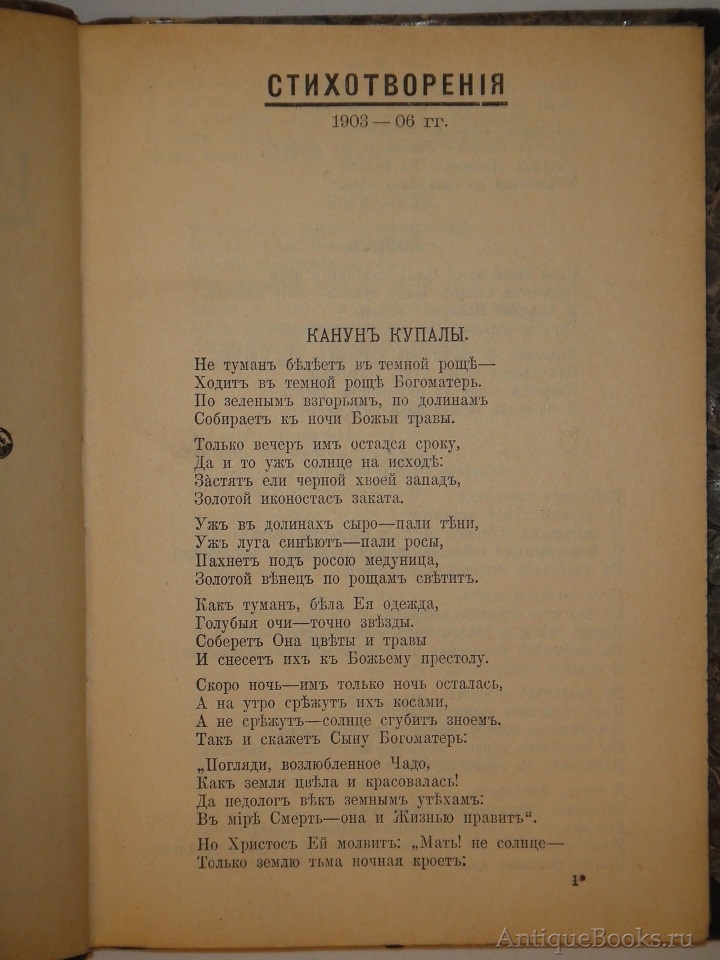 СТИХОТВОРЕНІЯ
1903 — 06 гг.
КАНУНЪ КУПАЛЫ.
Не туманъ бѣлѣетъ въ темной рощѣ—
Ходитъ въ темной рощѣ Богоматерь.
По зеленымъ взгорьямъ, по долинамъ
Собираетъ къ ночи Божьи травы.
Только вечеръ имъ остался сроку,
Да и то ужъ солнце на исходѣ:
За́стятъ ели черной хвоей западъ,
Золотой иконостасъ заката.
Ужъ въ долинахъ сыро—пали тѣни,
Ужъ луга синѣютъ—пали росы,
Пахнетъ подъ росою медуница,
Золотой вѣнецъ по рощамъ свѣтитъ.
Какъ туманъ, бѣла Ея одежда,
Голубыя очи—точно звѣзды.
Соберетъ Она цвѣты и травы
И снесетъ ихъ къ Божьему престолу.
Скоро ночь—имъ только ночь осталась,
А на утро срѣжутъ ихъ косами,
А не срѣжутъ—солнце сгубитъ зноемъ.
Такъ и скажетъ Сыну Богоматерь:
„Погляди, возлюбленное Чадо,
Какъ земля цвѣла и красовалась!
Да недологъ вѣкъ земнымъ утѣхамъ:
Въ мірѣ Смерть—она и Жизнью правитъ“.
Но Христосъ Ей молвитъ: „Мать! не солнце—
Только землю тьма ночная кроетъ:
1*
AntiqueBooks.ru